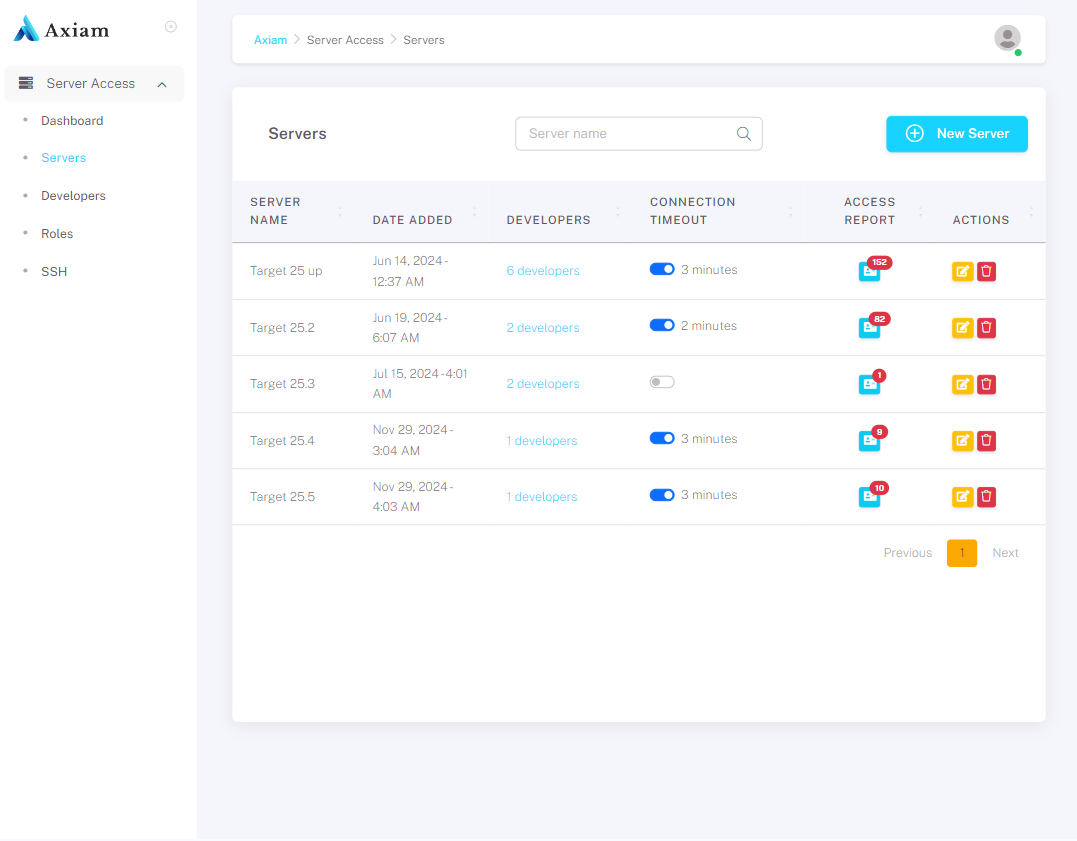 Axiam
Server Access
Dashboard
Servers
Developers
Roles
SSH
Axiam > Server Access > Servers
Servers
Server name
New Server
SERVER NAME
DATE ADDED
DEVELOPERS
CONNECTION TIMEOUT
ACCESS REPORT
ACTIONS
Target 25 up
Jun 14, 2024 -
12:37 AM
6 developers
3 minutes
152
Target 25.2
Jun 19, 2024 -
6:07 AM
2 developers
2 minutes
82
Target 25.3
Jul 15, 2024 - 4:01
AM
2 developers
1
Target 25.4
Nov 29, 2024 -
3:04 AM
1 developers
3 minutes
9
Target 25.5
Nov 29, 2024 -
4:03 AM
1 developers
3 minutes
10
Previous
1
Next